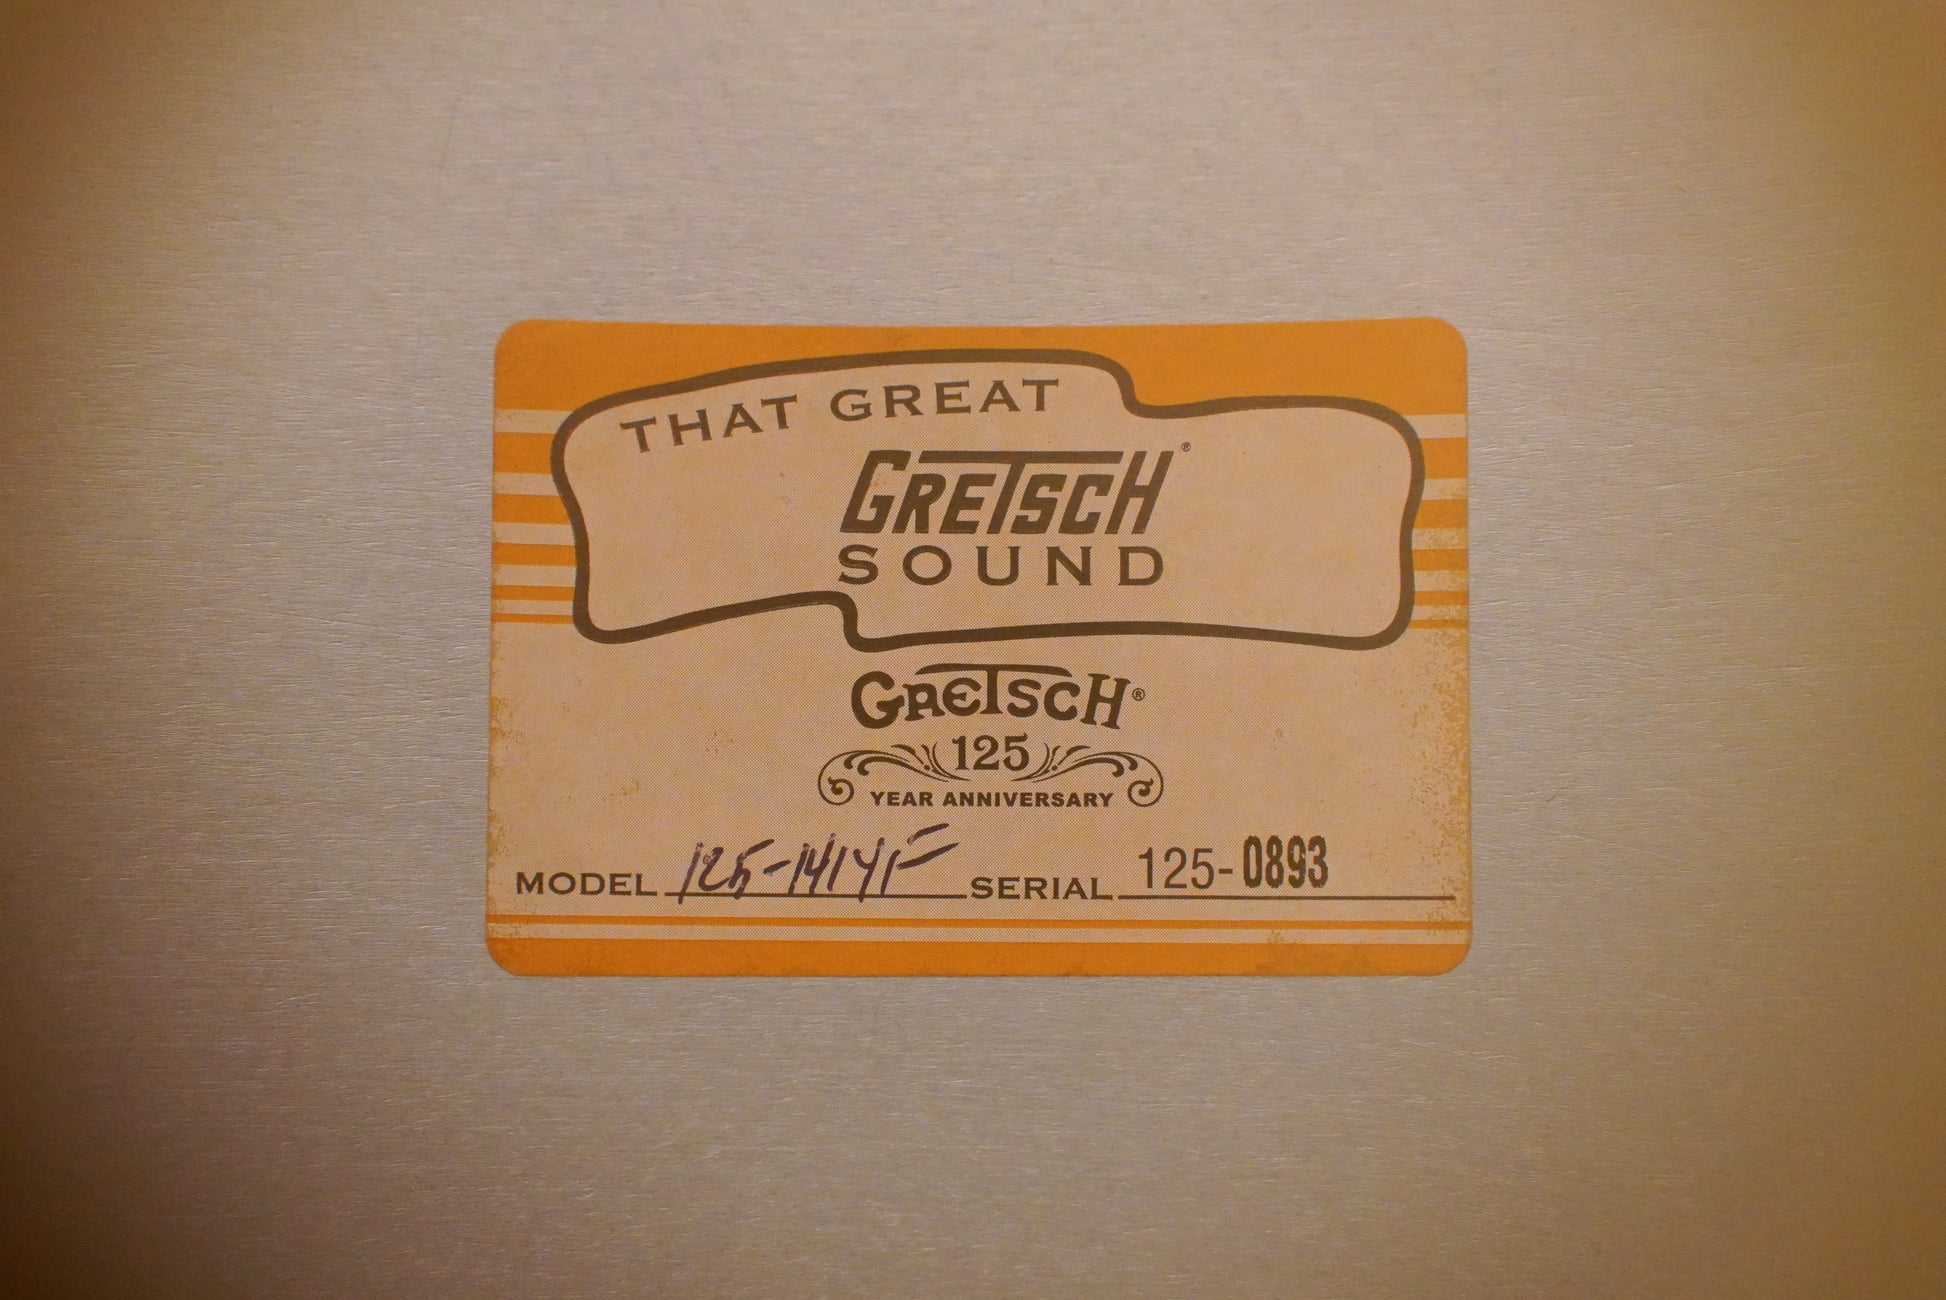 THAT GREAT
GRETSCH®
SOUND
GRETSCH®
125
YEAR ANNIVERSARY
MODEL 125-1414F SERIAL 125-0893